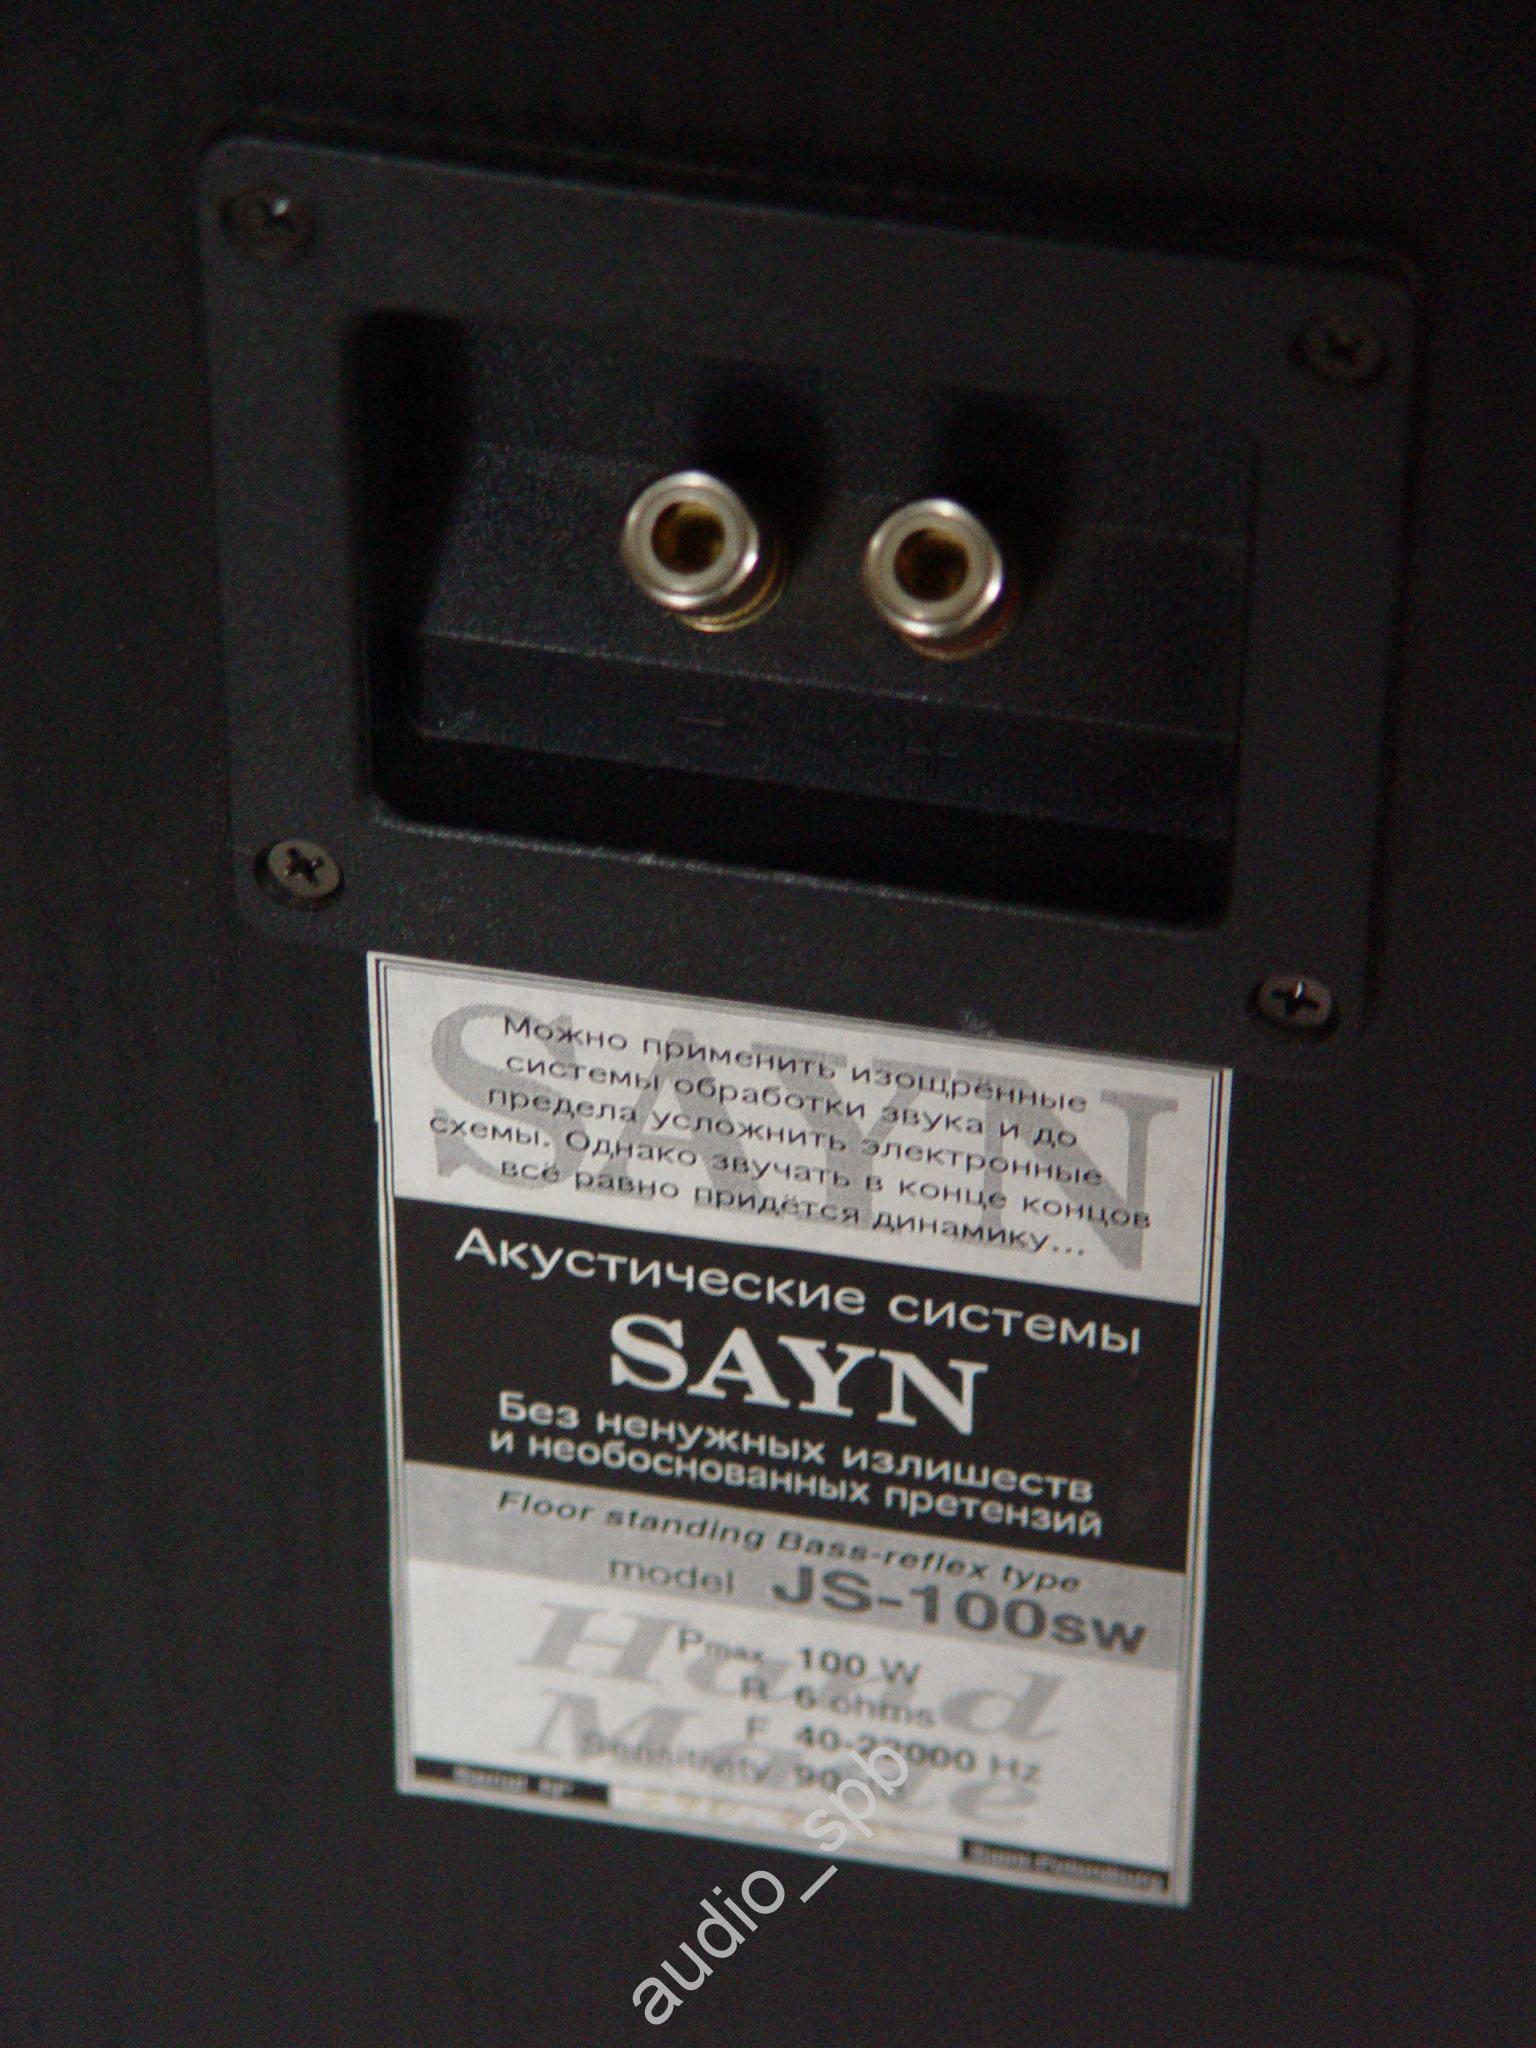 SAYN
Можно применить изощрённые
системы обработки звука и до
предела усложнить электронные
схемы. Однако звучать в конце концов
всё равно придётся динамику...
Акустические системы
SAYN
Без ненужных излишеств
и необоснованных претензий
Floor standing Bass-reflex type
model JS-100sw
Hand Made
Pmax 100 W
R 6 ohms
F 40-22000 Hz
Sensitivity 90
audio_spb